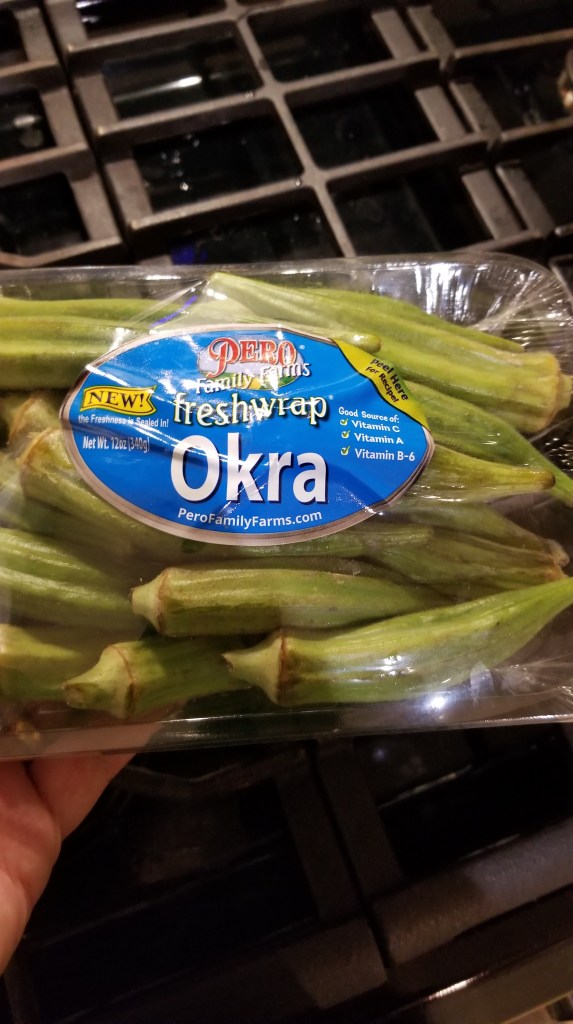 PERO
Family Farms
freshwrap
NEW!
the Freshness is Sealed In!
Net Wt. 12oz (340g)
Okra
PeroFamilyFarms.com
Good Source of:
Vitamin C
Vitamin A
Vitamin B-6
Peel Here
For Recipe!